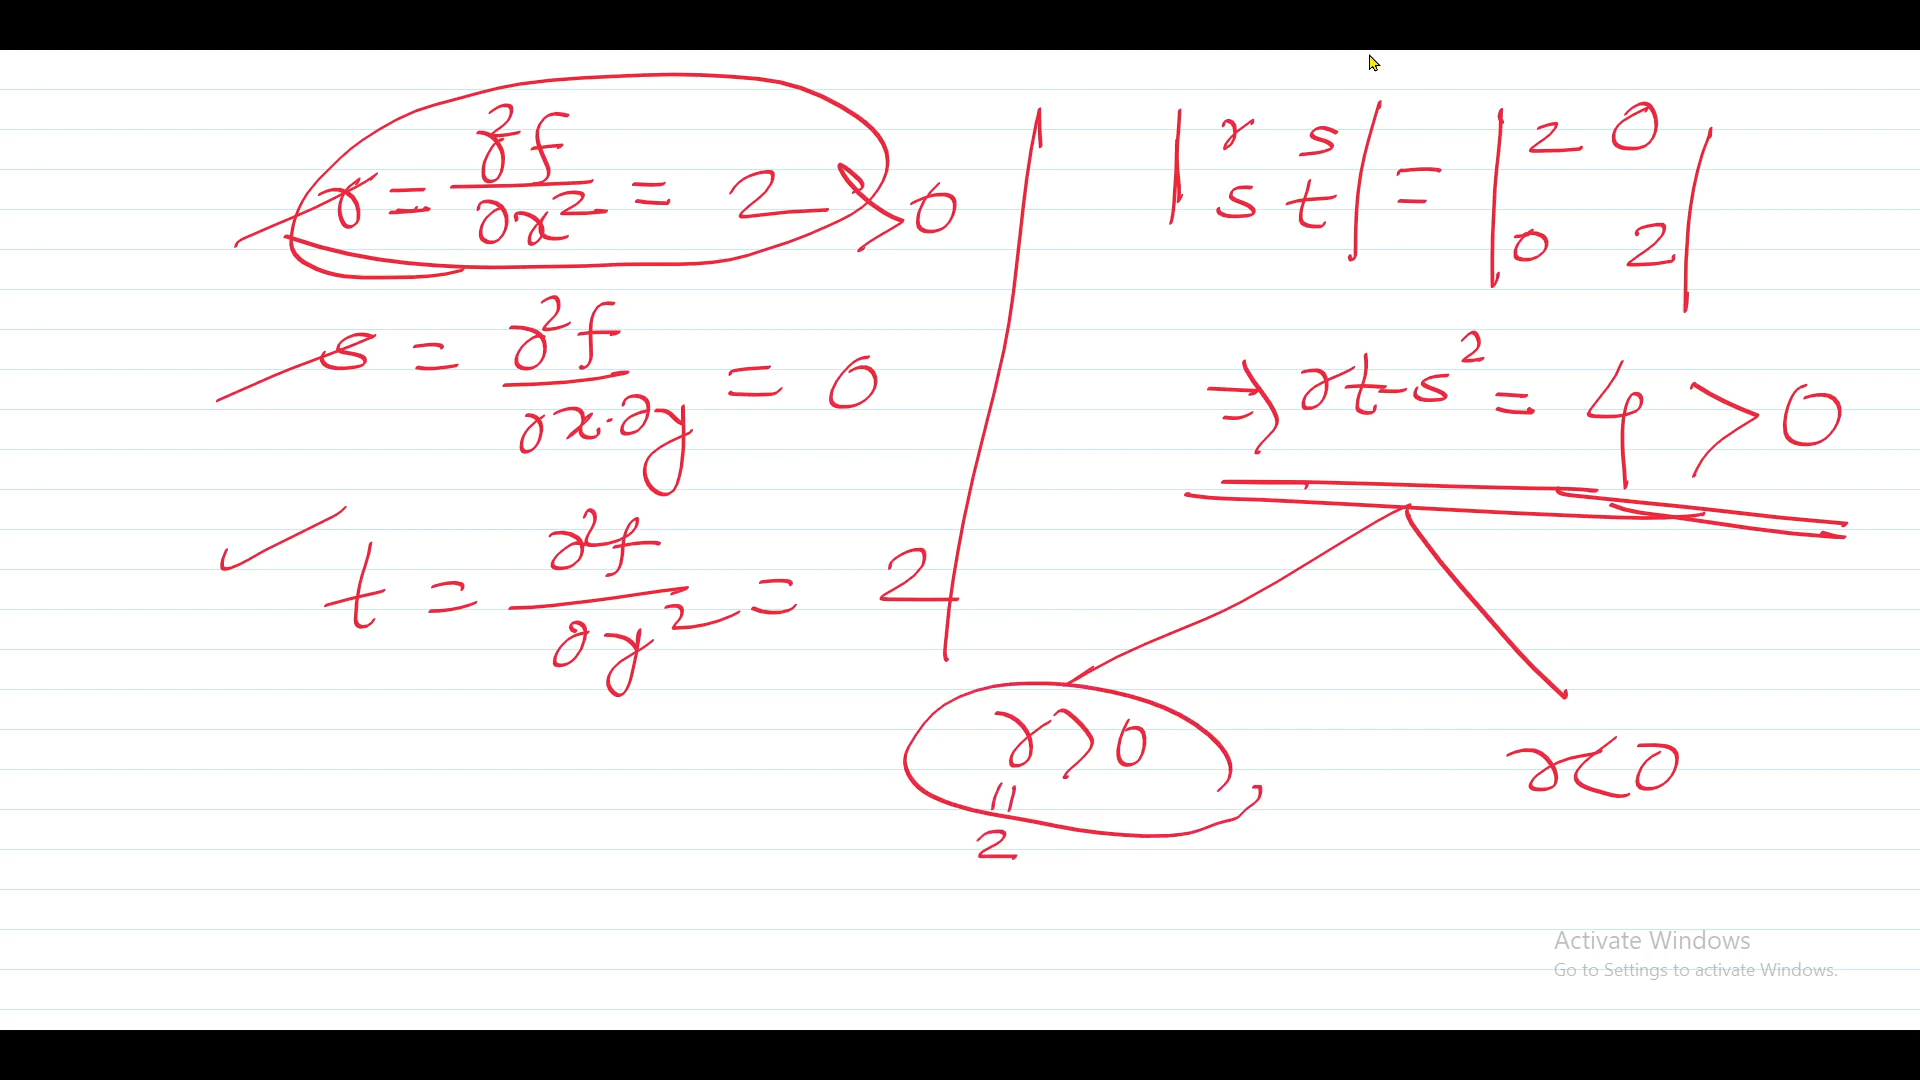 r = ∂²f/∂x² = 2 > 0
s = ∂²f/∂x·∂y = 0
t = ∂²f/∂y² = 2
|r s| = |2 0|
|s t| |0 2|
⇒ rt-s² = 4 > 0
r > 0
=
2
r < 0
Activate Windows
Go to Settings to activate Windows.